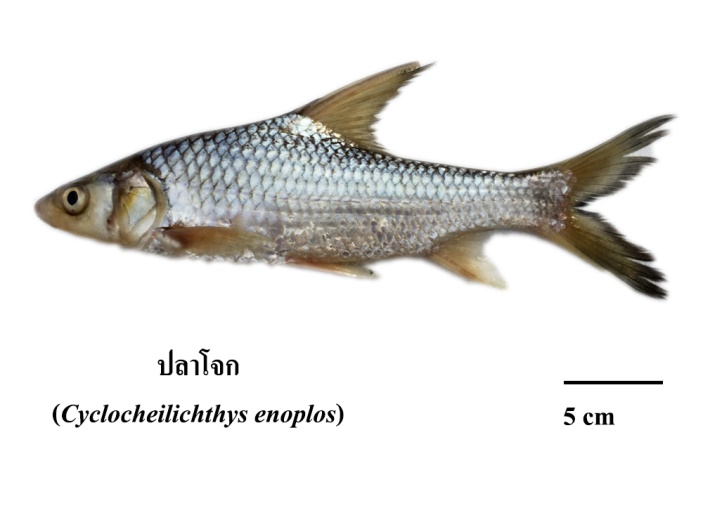 ปลาโจก
(Cyclocheilichthys enoplos)
5 cm